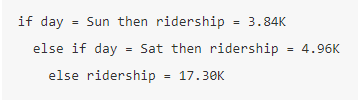 if day = Sun then ridership = 3.84K
else if day = Sat then ridership = 4.96K
else ridership = 17.30K